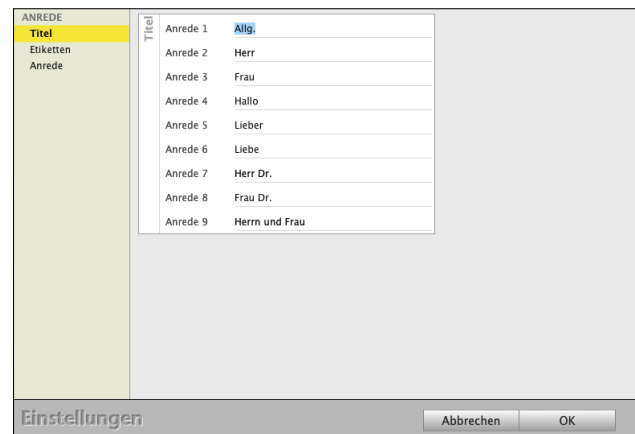 ANREDE
Titel
Etiketten
Anrede
Titel
Anrede 1 Allg.
Anrede 2 Herr
Anrede 3 Frau
Anrede 4 Hallo
Anrede 5 Lieber
Anrede 6 Liebe
Anrede 7 Herr Dr.
Anrede 8 Frau Dr.
Anrede 9 Herrn und Frau
Einstellungen
Abbrechen OK